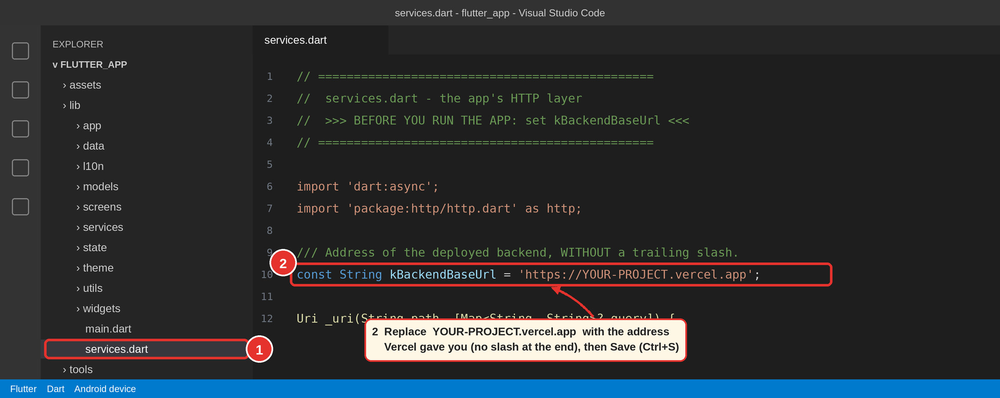 services.dart - flutter_app - Visual Studio Code
EXPLORER
v FLUTTER_APP
› assets
› lib
› app
› data
› l10n
› models
› screens
› services
› state
› theme
› utils
› widgets
main.dart
services.dart
1
› tools
services.dart
1 // ===============================================
2 //  services.dart - the app's HTTP layer
3 //  >>> BEFORE YOU RUN THE APP: set kBackendBaseUrl <<<
4 // ===============================================
5
6 import 'dart:async';
7 import 'package:http/http.dart' as http;
8
9 /// Address of the deployed backend, WITHOUT a trailing slash.
2
10 const String kBackendBaseUrl = 'https://YOUR-PROJECT.vercel.app';
11
12 Uri _uri(String path, [Map<String, String>? query]) {
2 Replace YOUR-PROJECT.vercel.app with the address
Vercel gave you (no slash at the end), then Save (Ctrl+S)
Flutter Dart Android device